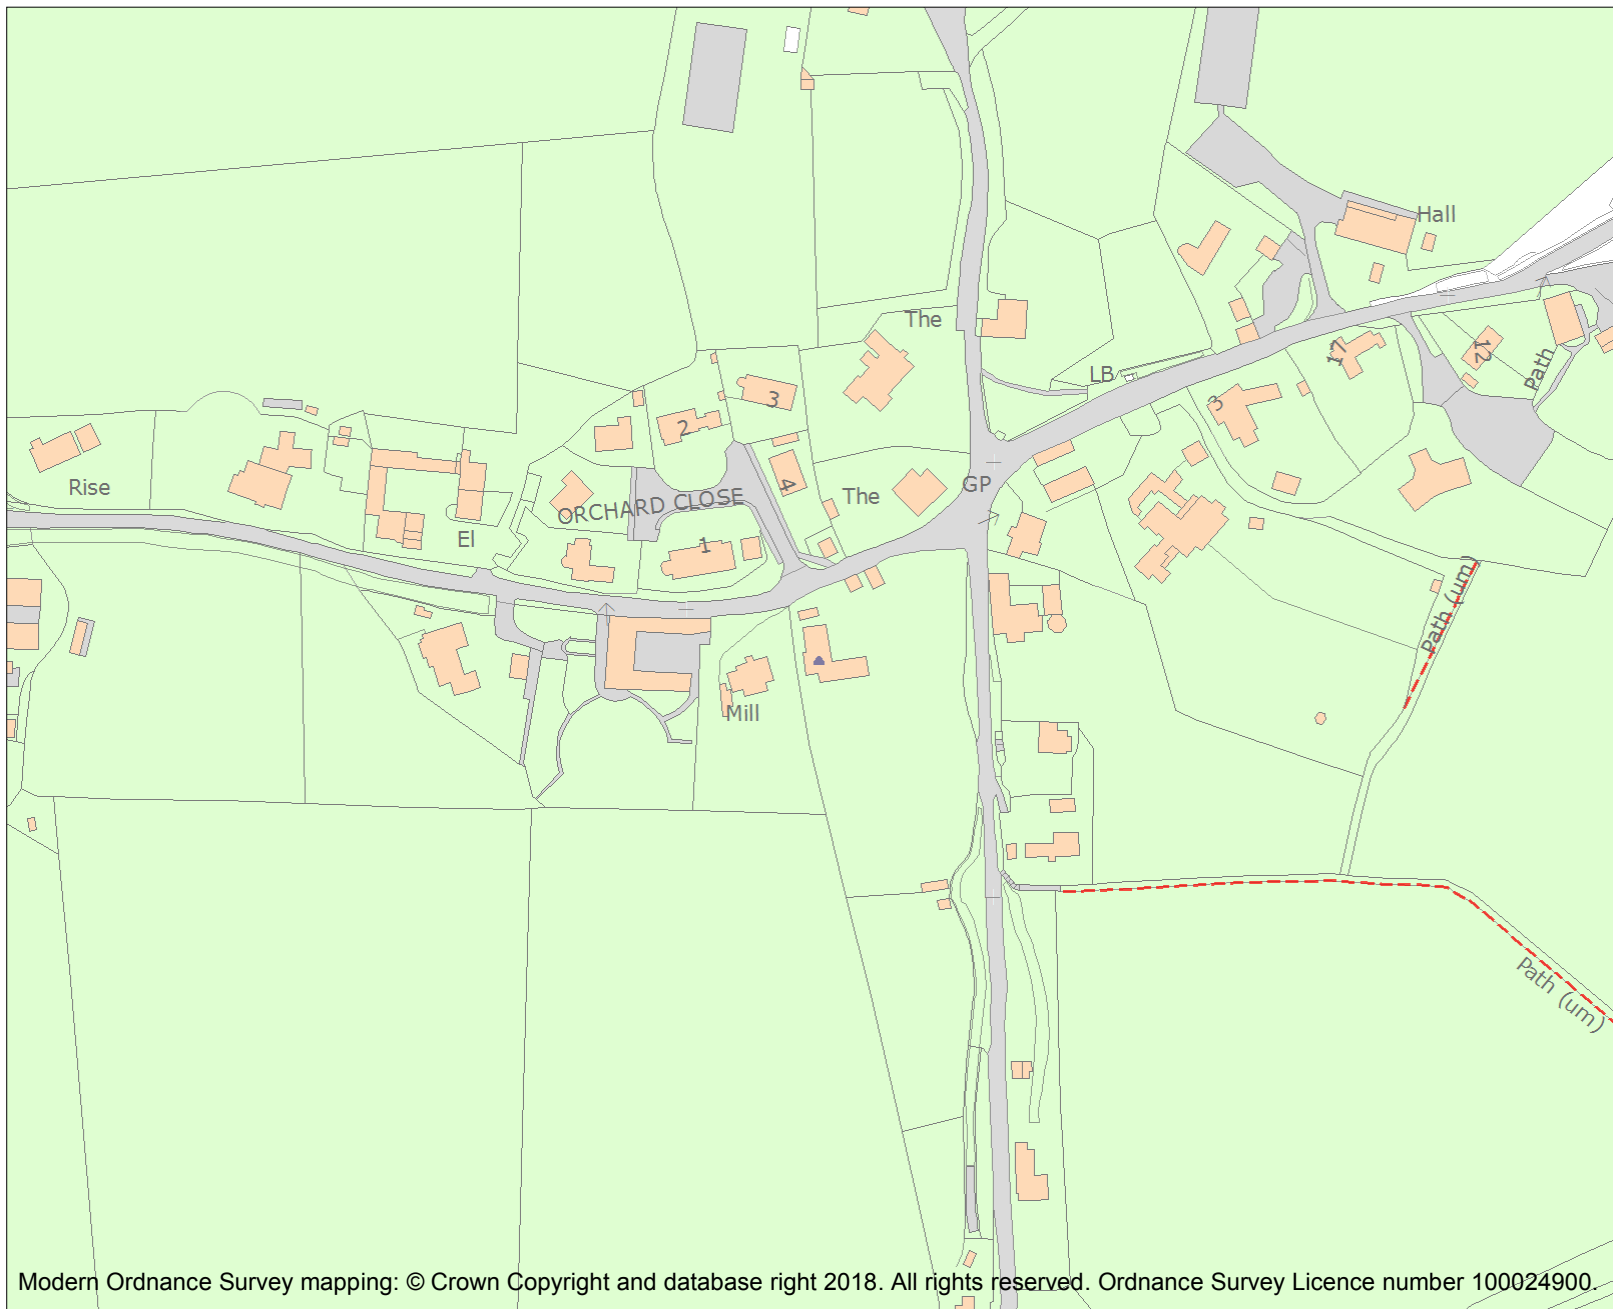 Hall
The
17
12
Path
LB
3
3
2
Rise
4
The
GP
ORCHARD CLOSE
El
1
Path (um)
Mill
Path (um)
Modern Ordnance Survey mapping: © Crown Copyright and database right 2018. All rights reserved. Ordnance Survey Licence number 100024900.